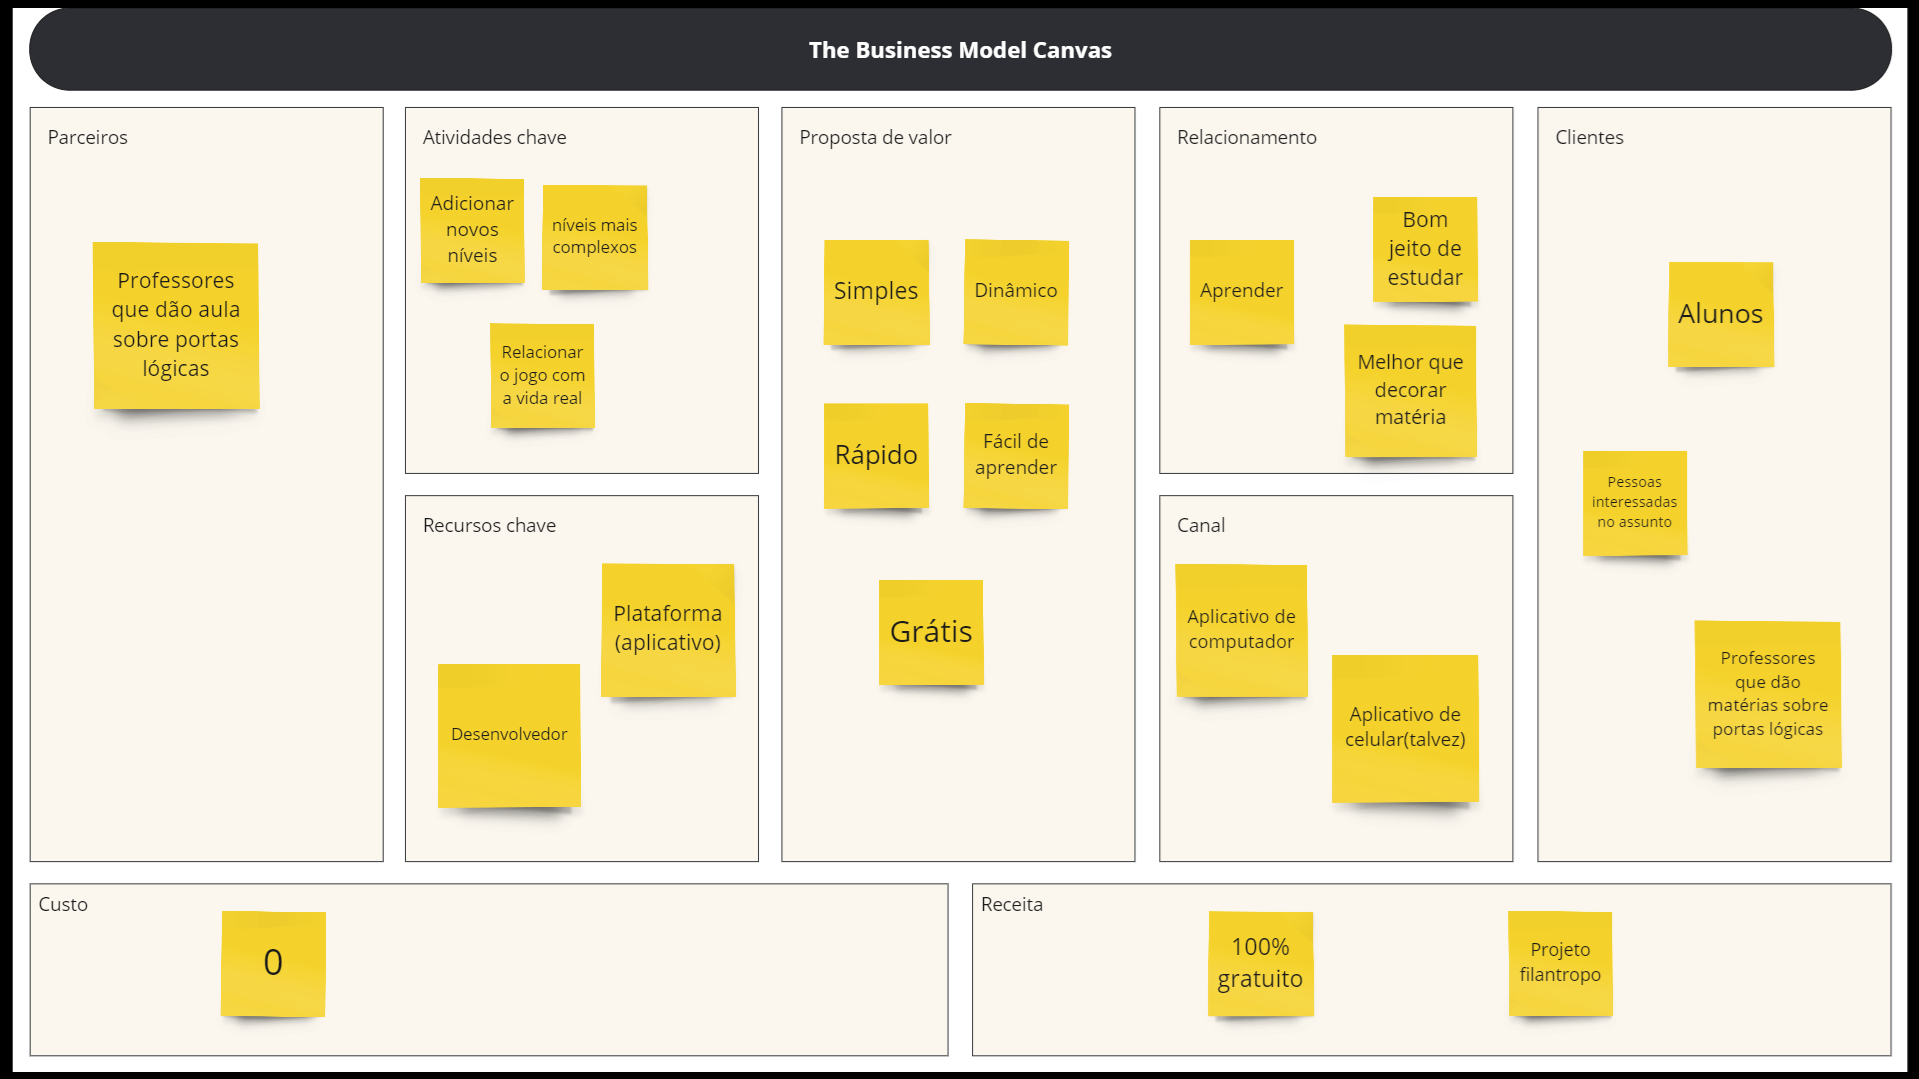 The Business Model Canvas
Parceiros
Professores
que dão aula
sobre portas
lógicas
Atividades chave
Adicionar
novos
níveis
níveis mais
complexos
Relacionar
o jogo com
a vida real
Recursos chave
Plataforma
(aplicativo)
Desenvolvedor
Proposta de valor
Simples
Dinâmico
Rápido
Fácil de
aprender
Grátis
Relacionamento
Aprender
Bom
jeito de
estudar
Melhor que
decorar
matéria
Canal
Aplicativo de
computador
Aplicativo de
celular(talvez)
Clientes
Alunos
Pessoas
interessadas
no assunto
Professores
que dão
matérias sobre
portas lógicas
Custo
0
Receita
100%
gratuito
Projeto
filantropo